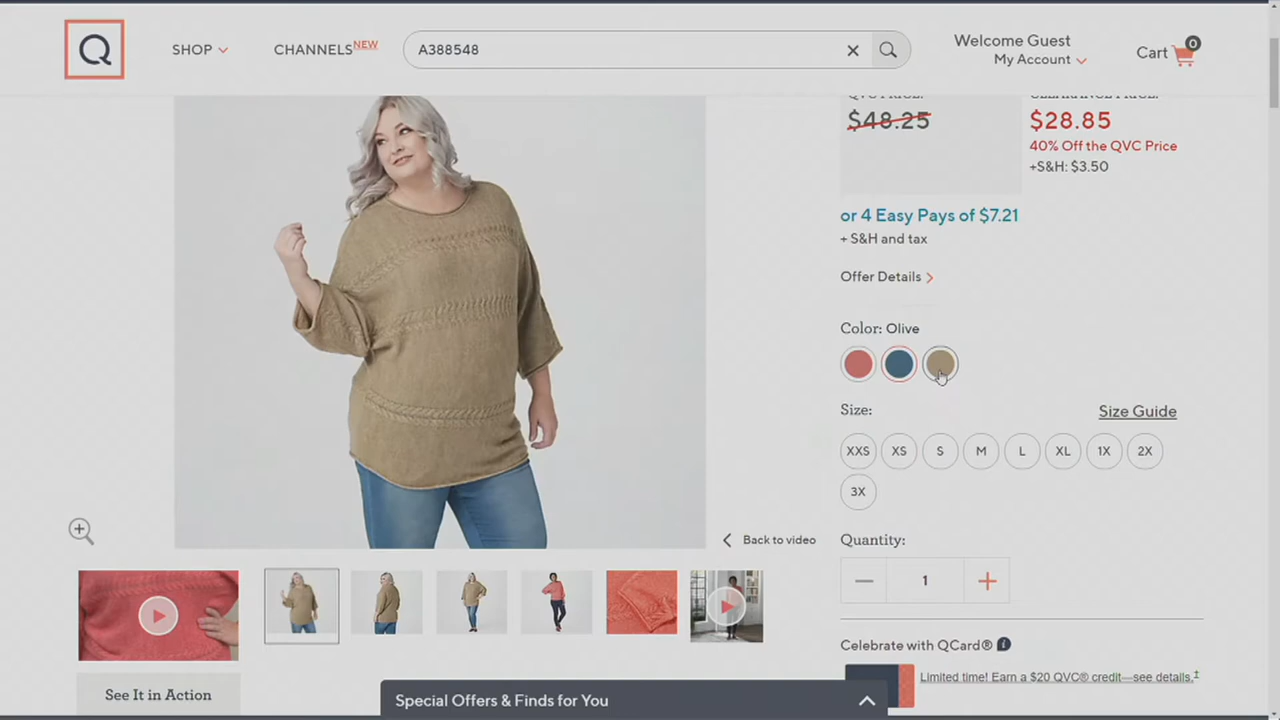 Q
SHOP
CHANNELS NEW
A388548
Welcome Guest
My Account
Cart 0
$48.25
$28.85
40% Off the QVC Price
+S&H: $3.50
or 4 Easy Pays of $7.21
+ S&H and tax
Offer Details
Color: Olive
Size:
Size Guide
XXS XS S M L XL 1X 2X
3X
Back to video
Quantity:
1
Celebrate with QCard®
Limited time! Earn a $20 QVC® credit—see details.‡
See It in Action
Special Offers & Finds for You